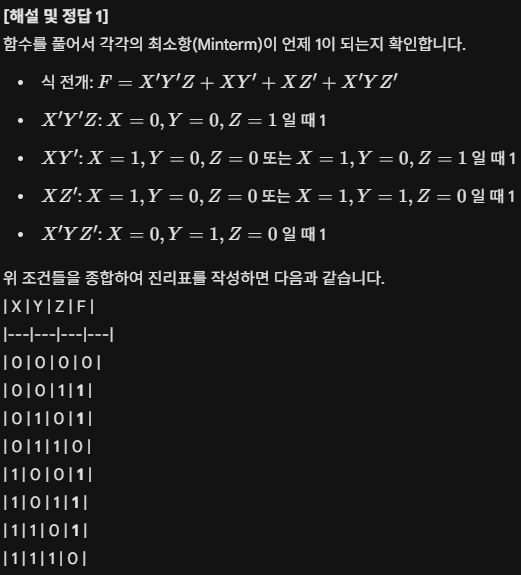 [해설 및 정답 1]
함수를 풀어서 각각의 최소항(Minterm)이 언제 1이 되는지 확인합니다.
• 식 전개: F = X′Y′Z + XY′ + XZ′ + X′YZ′
• X′Y′Z: X = 0, Y = 0, Z = 1 일 때 1
• XY′: X = 1, Y = 0, Z = 0 또는 X = 1, Y = 0, Z = 1 일 때 1
• XZ′: X = 1, Y = 0, Z = 0 또는 X = 1, Y = 1, Z = 0 일 때 1
• X′YZ′: X = 0, Y = 1, Z = 0 일 때 1
위 조건들을 종합하여 진리표를 작성하면 다음과 같습니다.
| X | Y | Z | F |
|---|---|---|---|
| 0 | 0 | 0 | 0 |
| 0 | 0 | 1 | 1 |
| 0 | 1 | 0 | 1 |
| 0 | 1 | 1 | 0 |
| 1 | 0 | 0 | 1 |
| 1 | 0 | 1 | 1 |
| 1 | 1 | 0 | 1 |
| 1 | 1 | 1 | 0 |